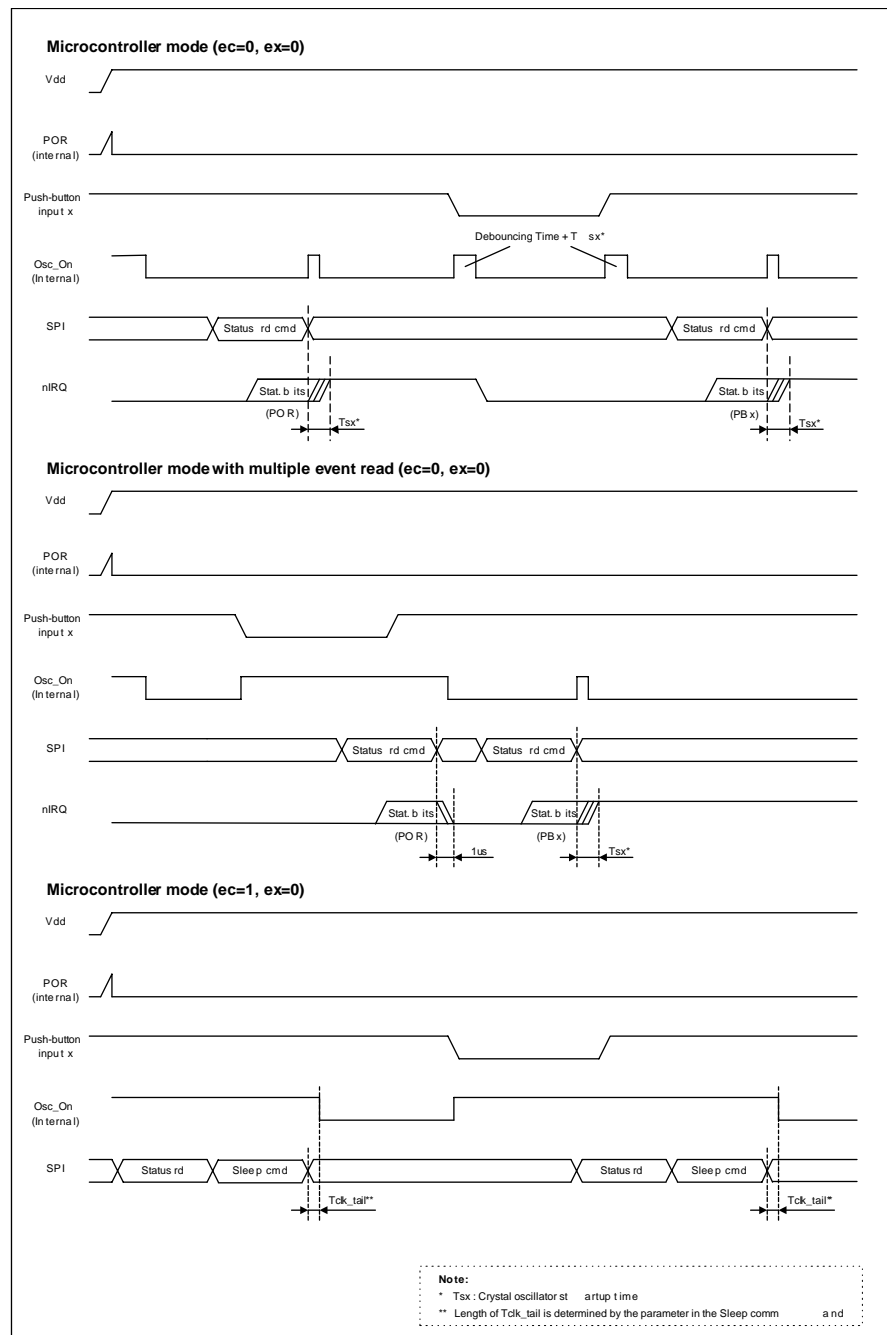 Microcontroller mode (ec=0, ex=0)
Vdd
POR
(internal)
Push-button
input x
Debouncing Time + T sx*
Osc_On
(Internal)
SPI
Status rd cmd
Status rd cmd
nIRQ
Stat. bits
Stat. bits
(POR)
(PBx)
Tsx*
Tsx*
Microcontroller mode with multiple event read (ec=0, ex=0)
Vdd
POR
(internal)
Push-button
input x
Osc_On
(Internal)
SPI
Status rd cmd
Status rd cmd
nIRQ
Stat. bits
Stat. bits
(POR)
(PBx)
1us
Tsx*
Microcontroller mode (ec=1, ex=0)
Vdd
POR
(internal)
Push-button
input x
Osc_On
(Internal)
SPI
Status rd
Sleep cmd
Status rd
Sleep cmd
Tclk_tail**
Tclk_tail*
Note:
* Tsx : Crystal oscillator st artup time
** Length of Tclk_tail is determined by the parameter in the Sleep comm and